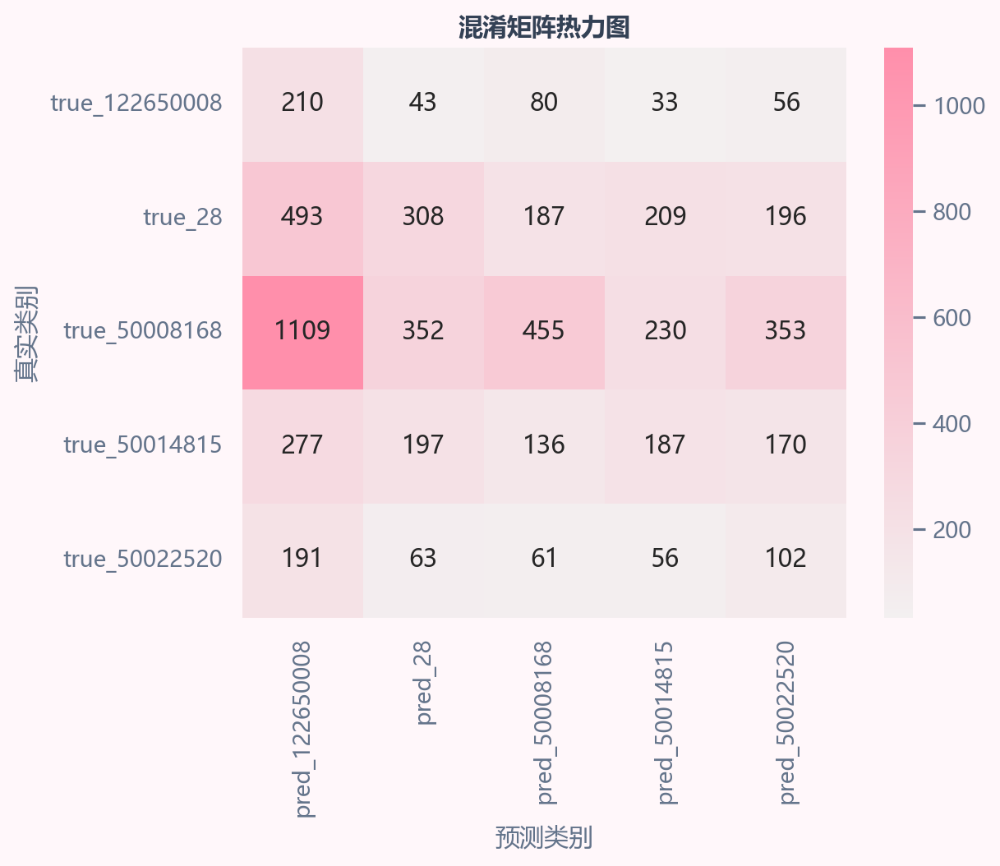 混淆矩阵热力图
true_122650008 210 43 80 33 56
true_28 493 308 187 209 196
true_50008168 1109 352 455 230 353
true_50014815 277 197 136 187 170
true_50022520 191 63 61 56 102
真实类别
pred_122650008
pred_28
pred_50008168
pred_50014815
pred_50022520
预测类别
1000
800
600
400
200